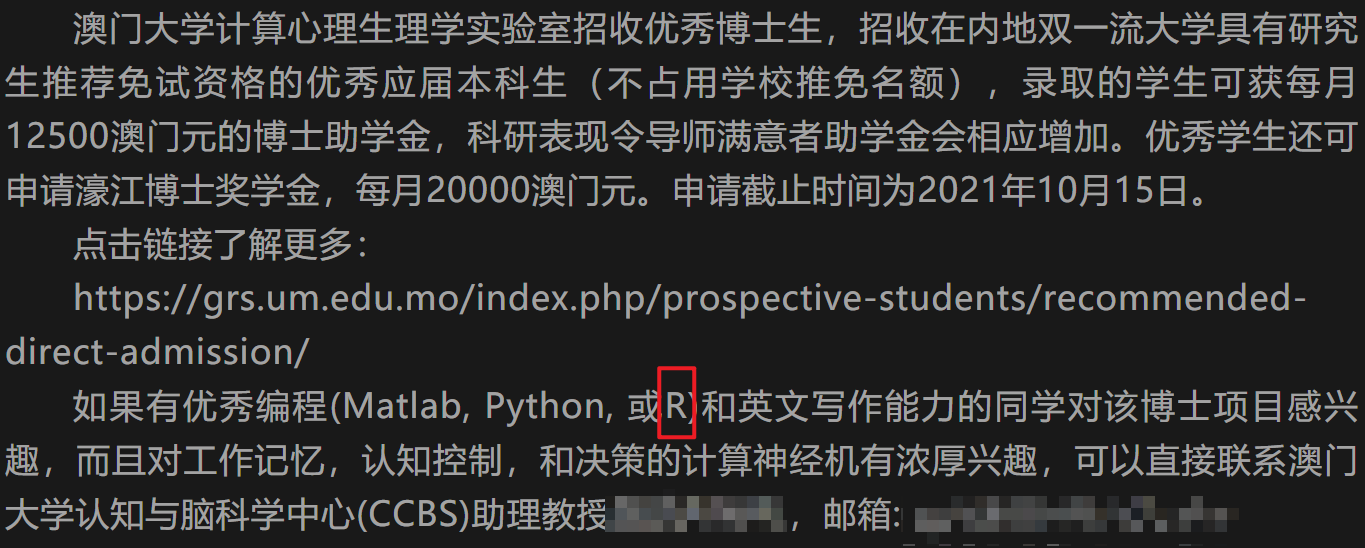 澳门大学计算心理生理学实验室招收优秀博士生，招收在内地双一流大学具有研究
生推荐免试资格的优秀应届本科生（不占用学校推免名额），录取的学生可获每月
12500澳门元的博士助学金，科研表现令导师满意者助学金会相应增加。优秀学生还可
申请濠江博士奖学金，每月20000澳门元。申请截止时间为2021年10月15日。
点击链接了解更多：
https://grs.um.edu.mo/index.php/prospective-students/recommended-
direct-admission/
如果有优秀编程(Matlab, Python, 或R)和英文写作能力的同学对该博士项目感兴
趣，而且对工作记忆，认知控制，和决策的计算神经机有浓厚兴趣，可以直接联系澳门
大学认知与脑科学中心(CCBS)助理教授，邮箱: